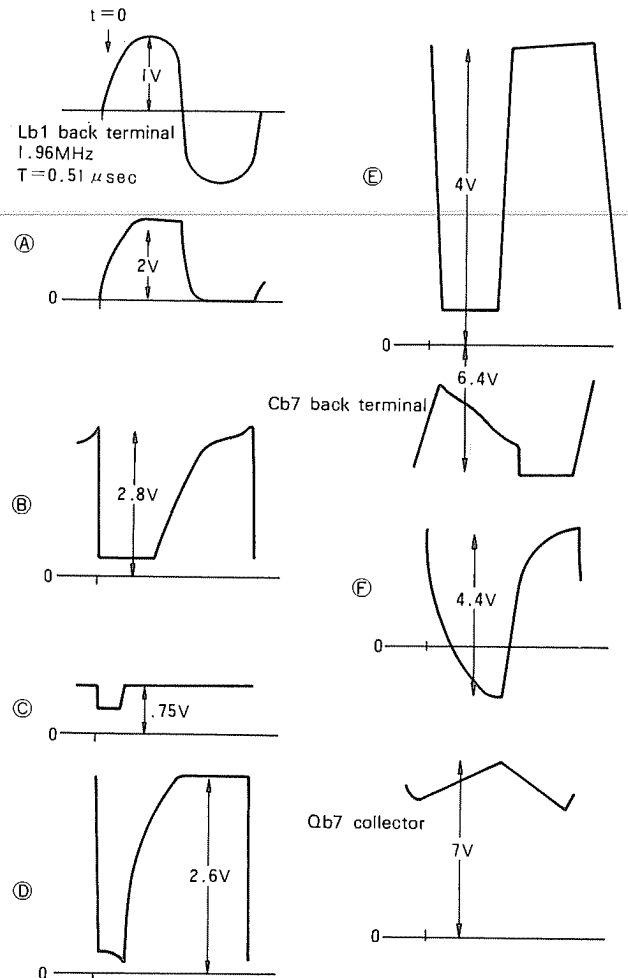 t=0
1V
Lb1 back terminal
1.96MHz
T=0.51 μsec
Ⓐ
2V
0
Ⓑ
2.8V
0
Ⓒ
.75V
0
Ⓓ
2.6V
0
Ⓔ
4V
0
6.4V
Cb7 back terminal
Ⓕ
4.4V
0
Qb7 collector
7V
0